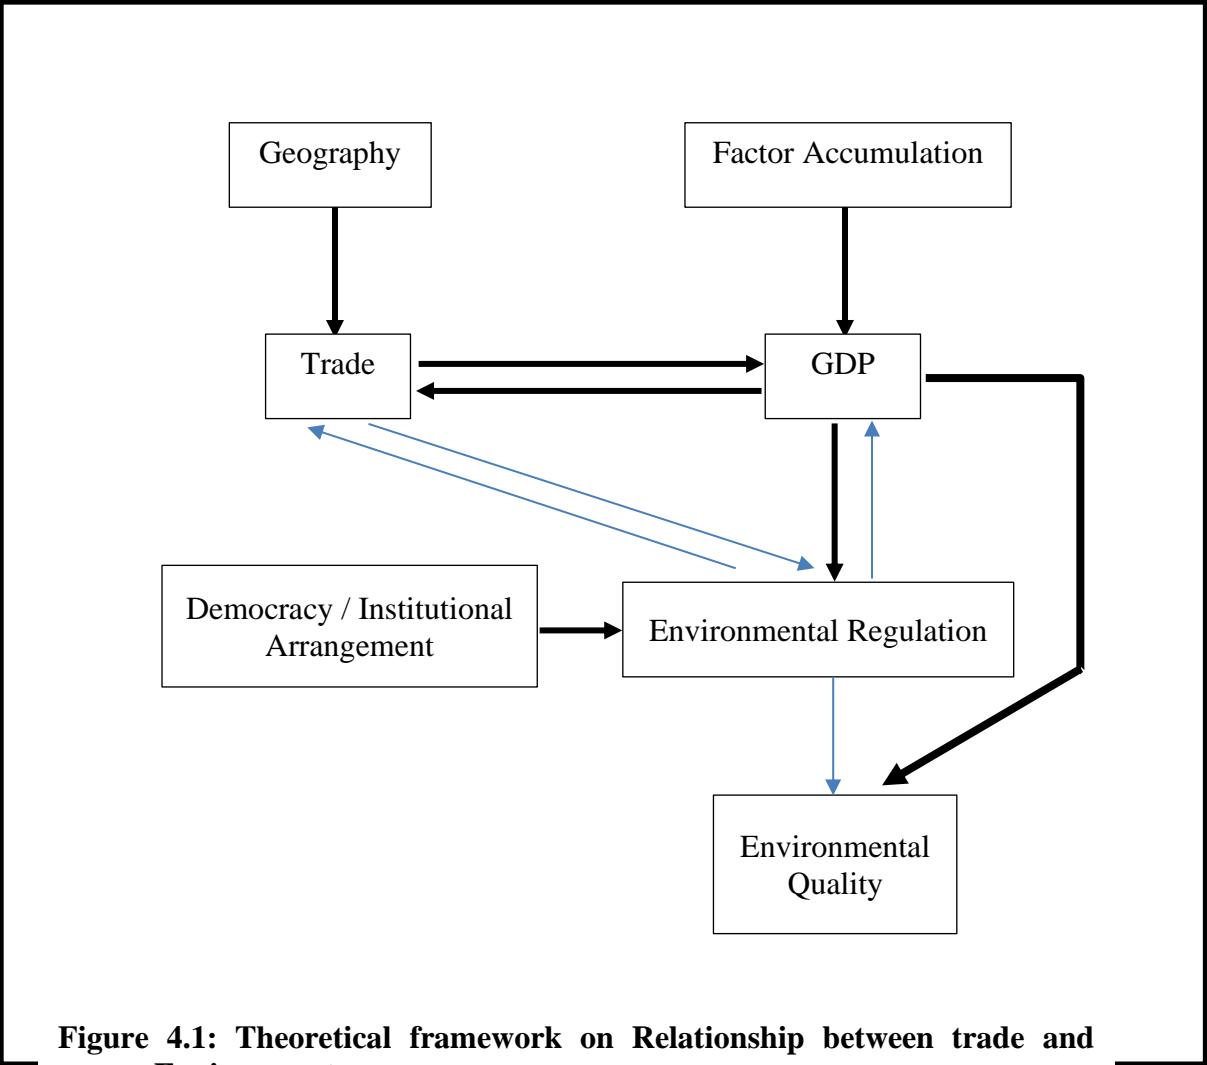 Geography
Factor Accumulation
Trade
GDP
Democracy / Institutional
Arrangement
Environmental Regulation
Environmental
Quality
Figure 4.1: Theoretical framework on Relationship between trade and